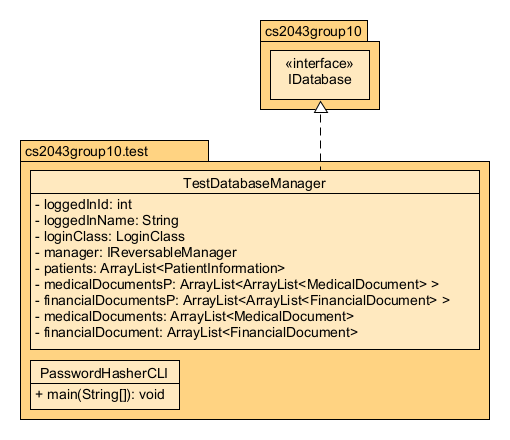 cs2043group10
«interface»
IDatabase
cs2043group10.test
TestDatabaseManager
- loggedInId: int
- loggedInName: String
- loginClass: LoginClass
- manager: IReversableManager
- patients: ArrayList<PatientInformation>
- medicalDocumentsP: ArrayList<ArrayList<MedicalDocument> >
- financialDocumentsP: ArrayList<ArrayList<FinancialDocument> >
- medicalDocuments: ArrayList<MedicalDocument>
- financialDocument: ArrayList<FinancialDocument>
PasswordHasherCLI
+ main(String[]): void